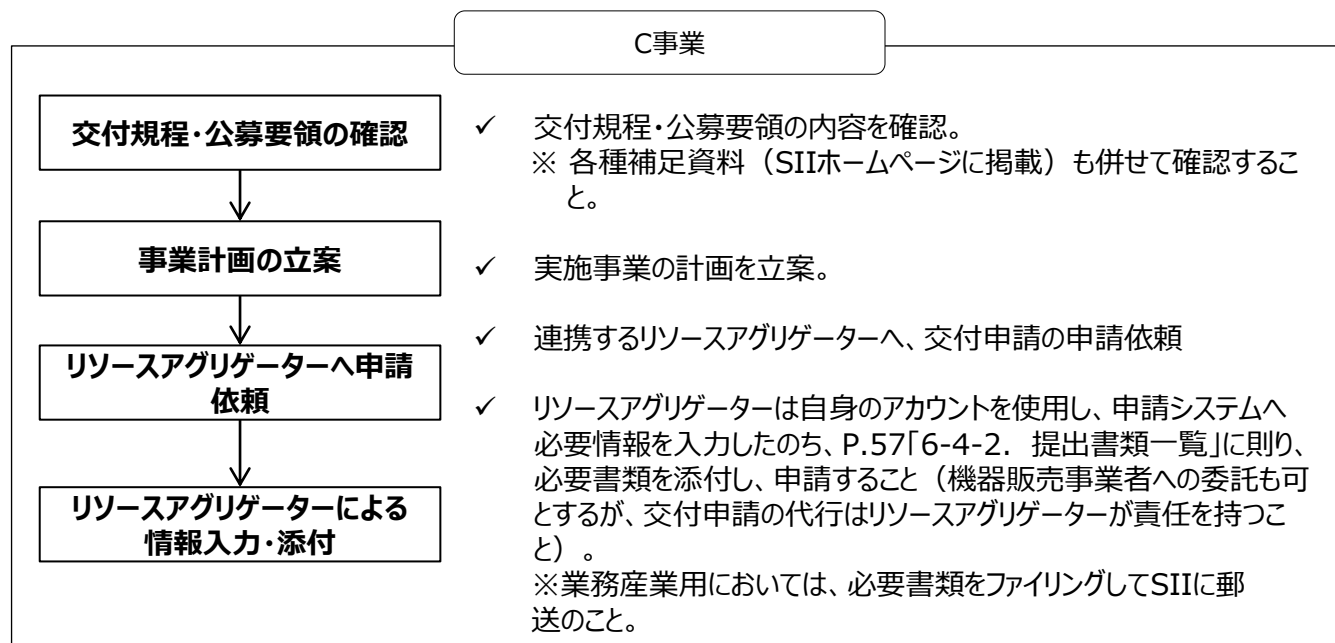 C事業
交付規程・公募要領の確認
✓ 交付規程・公募要領の内容を確認。
※ 各種補足資料（SIIホームページに掲載）も併せて確認するこ
と。
事業計画の立案
✓ 実施事業の計画を立案。
リソースアグリゲーターへ申請
依頼
✓ 連携するリソースアグリゲーターへ、交付申請の申請依頼
リソースアグリゲーターによる
情報入力・添付
✓ リソースアグリゲーターは自身のアカウントを使用し、申請システムへ
必要情報を入力したのち、P.57「6-4-2. 提出書類一覧」に則り、
必要書類を添付し、申請すること（機器販売事業者への委託も可
とするが、交付申請の代行はリソースアグリゲーターが責任を持つこ
と）。
※業務産業用においては、必要書類をファイリングしてSIIに郵
送のこと。